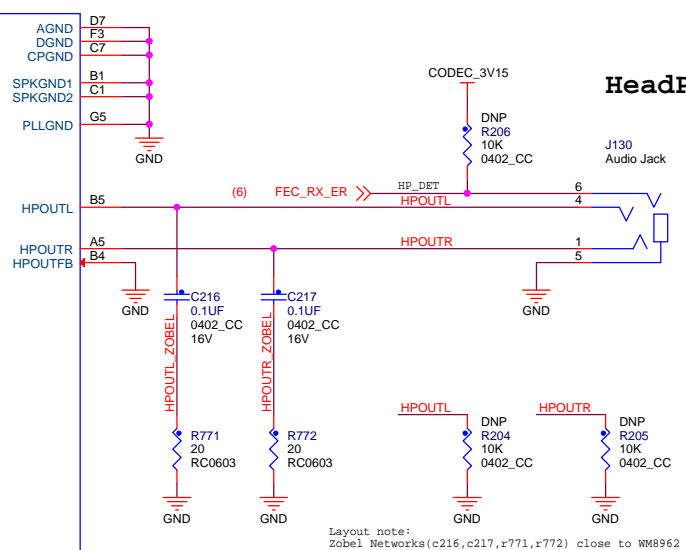 AGND D7
DGND F3
CPGND C7
SPKGND1 B1
SPKGND2 C1
PLLGND G5
GND
CODEC_3V15
HeadP
DNP
R206
10K
0402_CC
J130
Audio Jack
(6) FEC_RX_ER HP_DET 6
HPOUTL B5 HPOUTL 4
HPOUTR A5 HPOUTR 1
HPOUTFB B4 5
GND
GND
C216
0.1UF
0402_CC
16V
C217
0.1UF
0402_CC
16V
HPOUTL_ZOBEL
HPOUTR_ZOBEL
R771
20
RC0603
GND
R772
20
RC0603
GND
HPOUTL
DNP
R204
10K
0402_CC
GND
HPOUTR
DNP
R205
10K
0402_CC
GND
Layout note:
Zobel Networks(c216,c217,r771,r772) close to WM8962